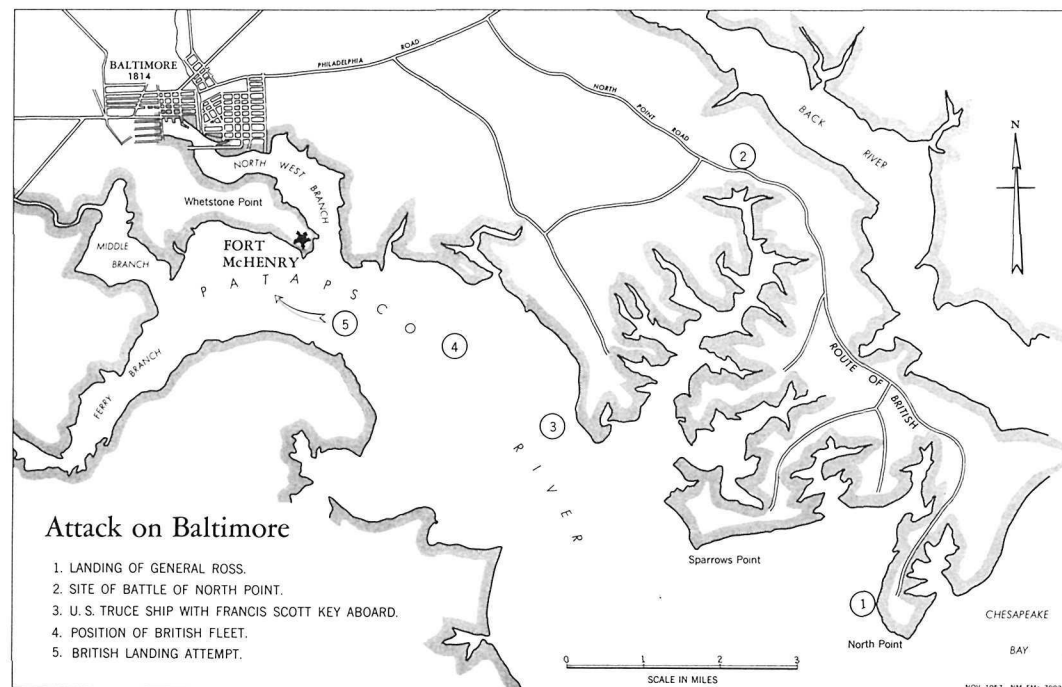 BALTIMORE
1814
PHILADELPHIA ROAD
NORTH POINT ROAD
BACK RIVER
N
2
NORTH WEST BRANCH
Whetstone Point
MIDDLE
BRANCH
FORT
McHENRY
PATAPSCO
5
4
FERRY BRANCH
3
RIVER
ROUTE OF BRITISH
Sparrows Point
1
North Point
CHESAPEAKE
BAY
Attack on Baltimore
1. LANDING OF GENERAL ROSS.
2. SITE OF BATTLE OF NORTH POINT.
3. U. S. TRUCE SHIP WITH FRANCIS SCOTT KEY ABOARD.
4. POSITION OF BRITISH FLEET.
5. BRITISH LANDING ATTEMPT.
0 1 2 3
SCALE IN MILES